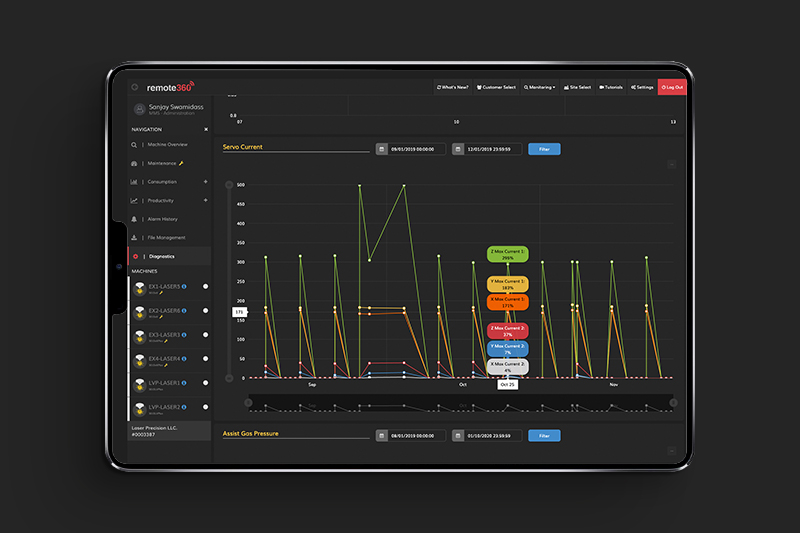 remote360
What's New?
Customer Select
Monitoring
Site Select
Tutorials
Settings
Log Out
Sanjay Swamidass
MMS - Administration
NAVIGATION
Machine Overview
Maintenance
Consumption
Productivity
Alarm History
File Management
Diagnostics
MACHINES
EX1-LASER5
EX2-LASER6
EX3-LASER3
EX4-LASER4
LVP-LASER1
LVP-LASER2
Laser Precision LLC.
#0003387
0.0
07 10 13
Servo Current
09/01/2019 00:00:00
12/01/2019 23:59:59
Filter
500
450
400
350
300
250
200
171
150
100
50
0
Z Max Current 1:
296%
Y Max Current 1:
183%
X Max Current 1:
171%
Z Max Current 2:
37%
Y Max Current 2:
7%
X Max Current 2:
4%
Sep Oct Oct 25 Nov
Assist Gas Pressure
08/01/2019 00:00:00
01/10/2020 23:59:59
Filter